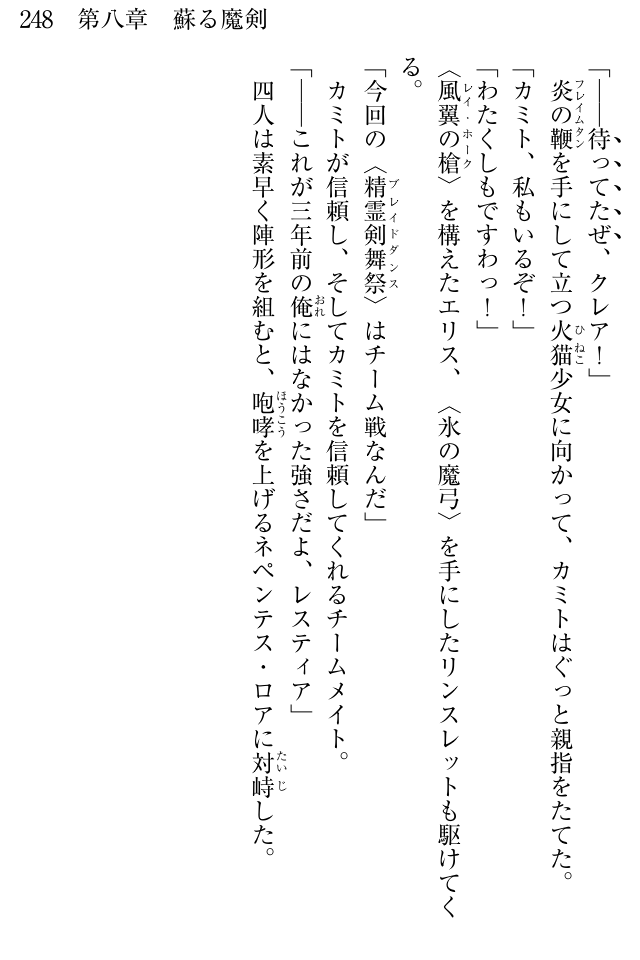 248　第八章　蘇る魔剣
「――待ってたぜ、クレア！」
　炎の鞭を手にして立つ火猫少女に向かって、カミトはぐっと親指をたてた。
「カミト、私もいるぞ！」
「わたくしもですわっ！」
〈風翼の槍〉を構えたエリス、〈氷の魔弓〉を手にしたリンスレットも駆けてく
る。
「今回の〈精霊剣舞祭〉はチーム戦なんだ」
　カミトが信頼し、そしてカミトを信頼してくれるチームメイト。
「――これが三年前の俺にはなかった強さだよ、レスティア」
　四人は素早く陣形を組むと、咆哮を上げるネペンテス・ロアに対峙した。